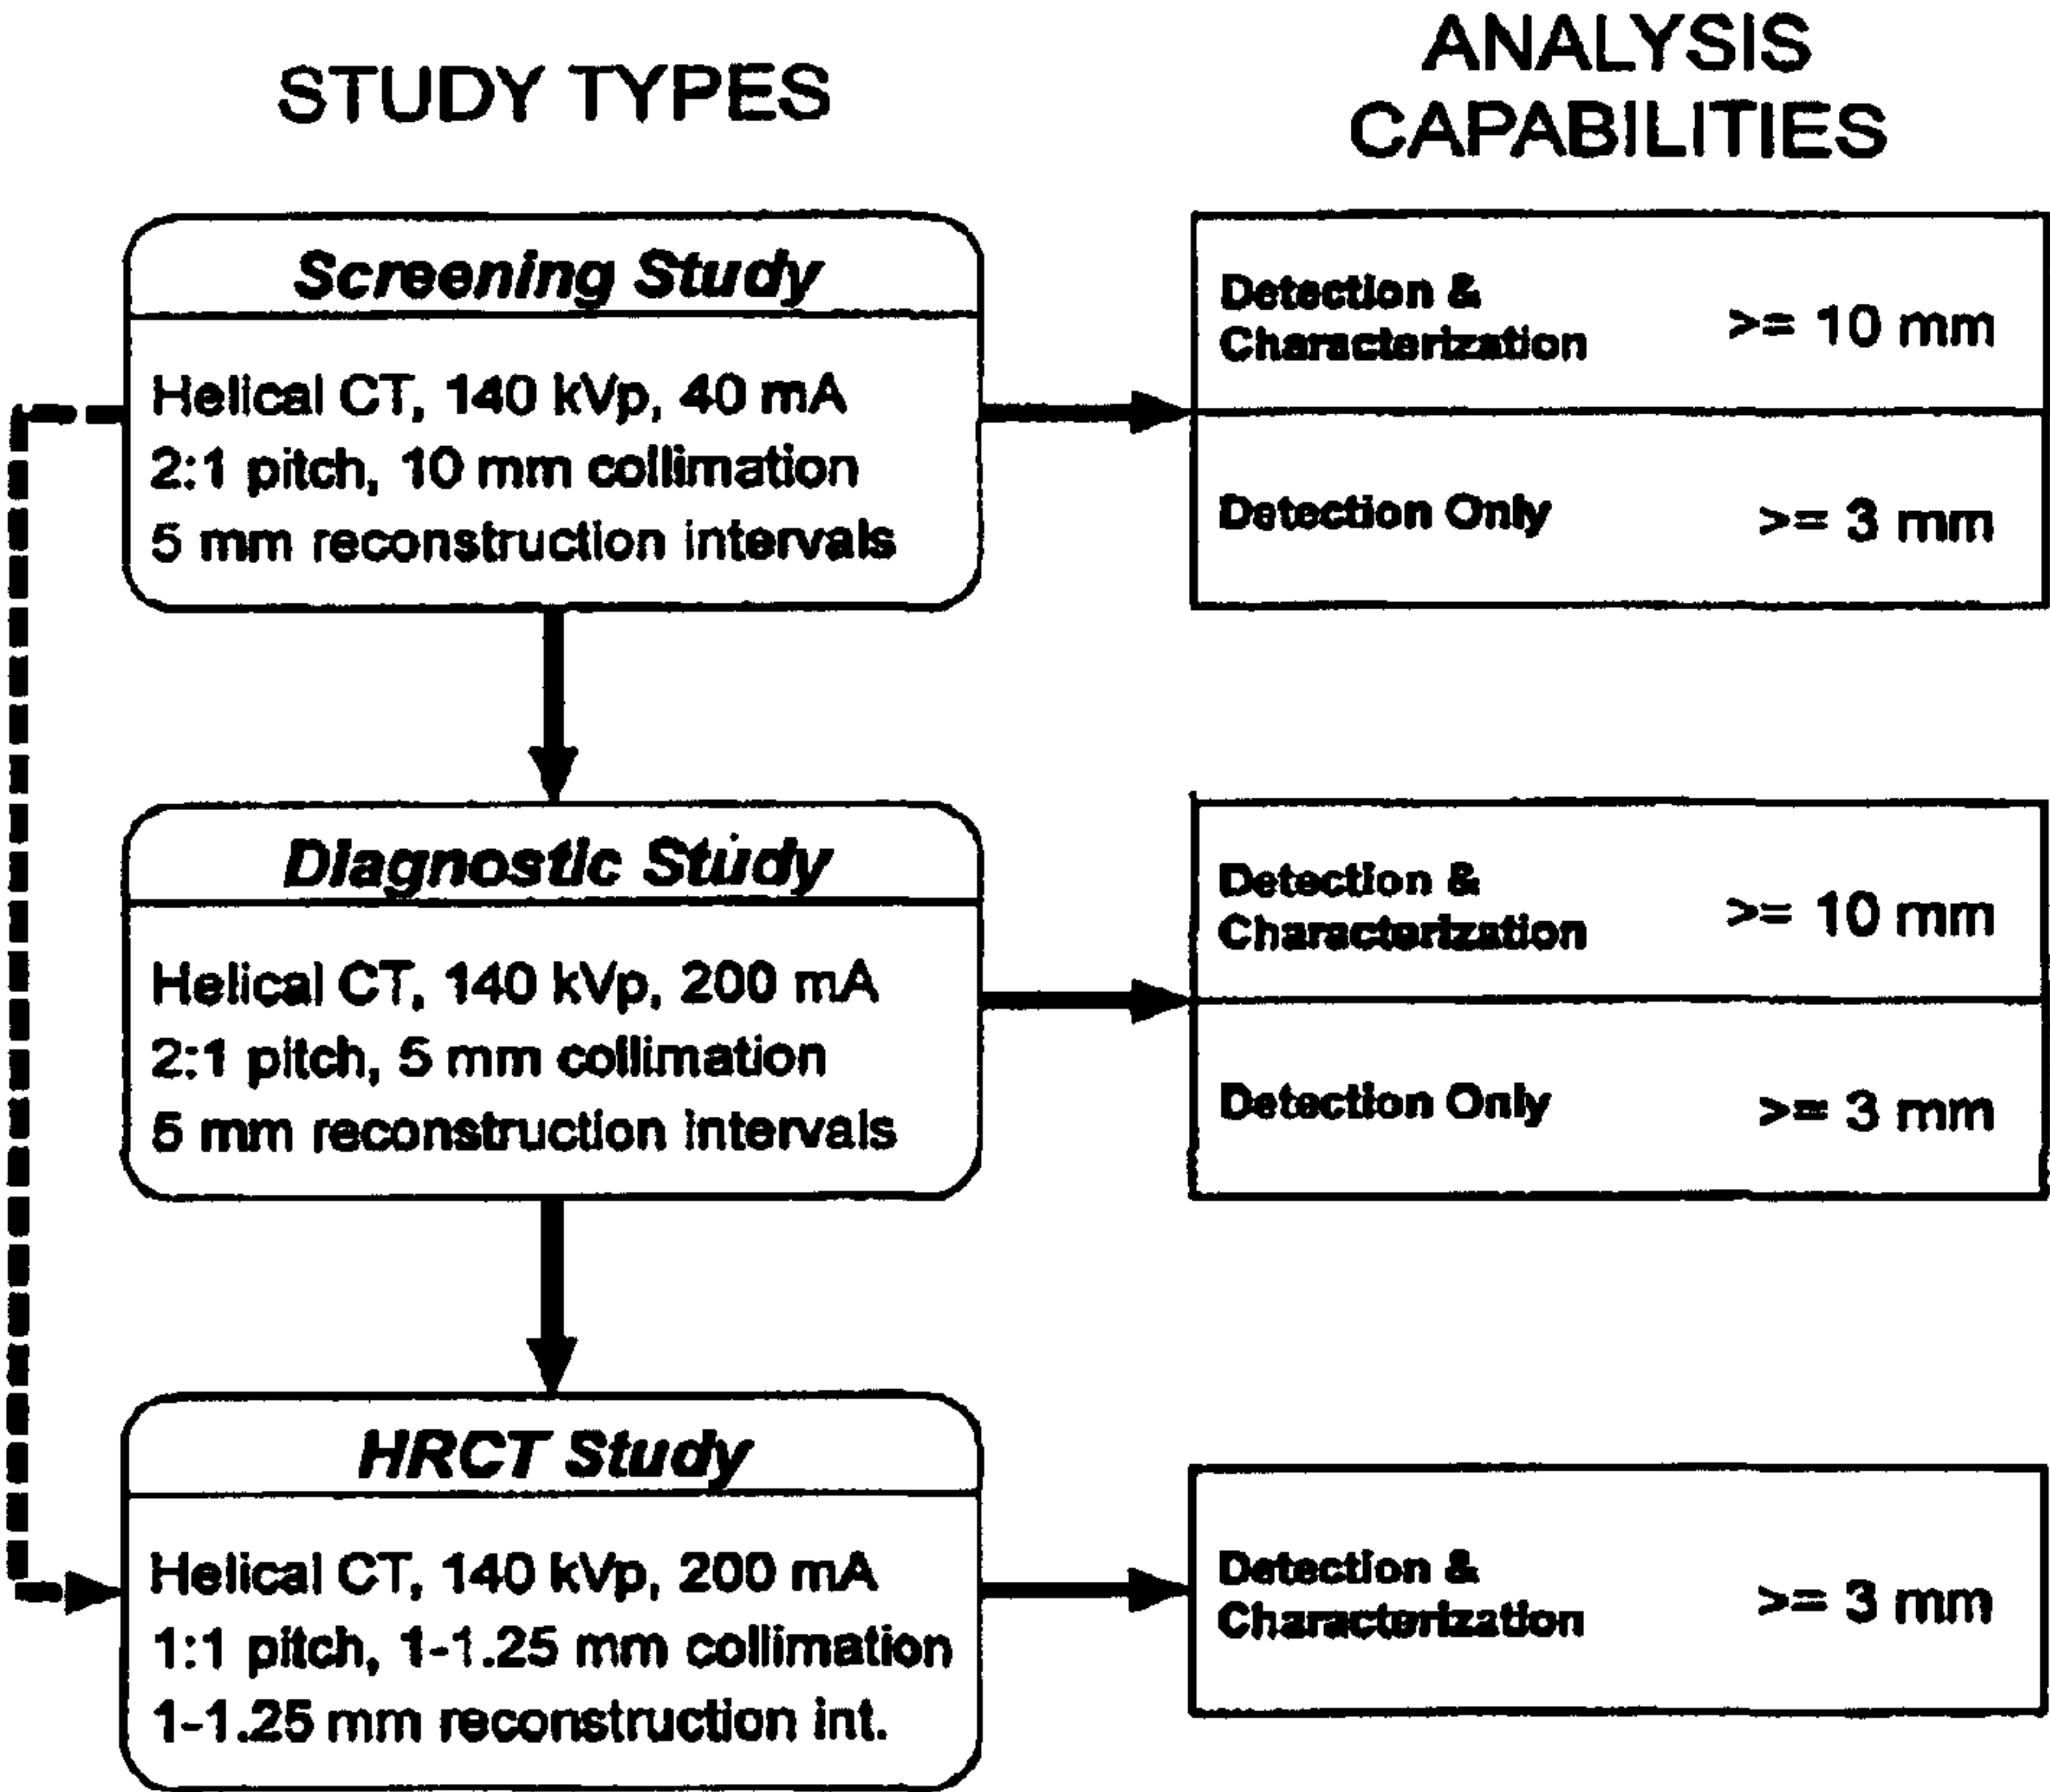 STUDY TYPES
ANALYSIS
CAPABILITIES
Screening Study
Helical CT, 140 kVp, 40 mA
2:1 pitch, 10 mm collimation
5 mm reconstruction intervals
Detection &
Characterization >= 10 mm
Detection Only >= 3 mm
Diagnostic Study
Helical CT, 140 kVp, 200 mA
2:1 pitch, 5 mm collimation
5 mm reconstruction intervals
Detection &
Characterization >= 10 mm
Detection Only >= 3 mm
HRCT Study
Helical CT, 140 kVp, 200 mA
1:1 pitch, 1-1.25 mm collimation
1-1.25 mm reconstruction int.
Detection &
Characterization >= 3 mm